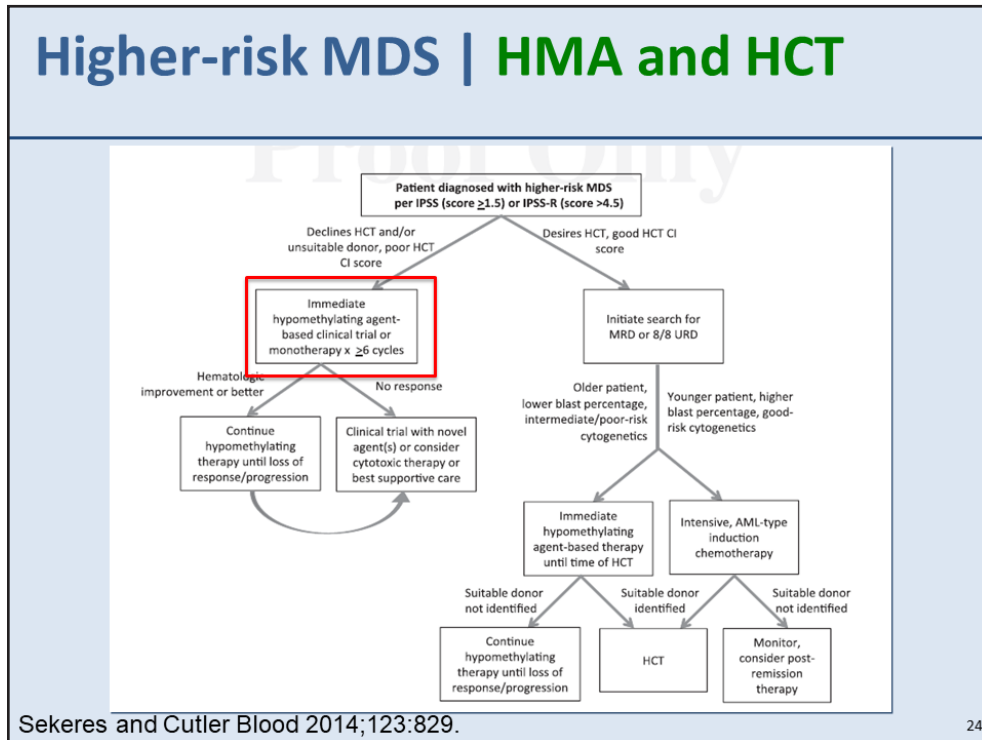 Higher-risk MDS | HMA and HCT
Proof Only
Patient diagnosed with higher-risk MDS
per IPSS (score ≥1.5) or IPSS-R (score >4.5)
Declines HCT and/or
unsuitable donor, poor HCT
CI score
Desires HCT, good HCT CI
score
Immediate
hypomethylating agent-
based clinical trial or
monotherapy x ≥6 cycles
Initiate search for
MRD or 8/8 URD
Hematologic
improvement or better
No response
Older patient,
lower blast percentage,
intermediate/poor-risk
cytogenetics
Younger patient, higher
blast percentage, good-
risk cytogenetics
Continue
hypomethylating
therapy until loss of
response/progression
Clinical trial with novel
agent(s) or consider
cytotoxic therapy or
best supportive care
Immediate
hypomethylating
agent-based therapy
until time of HCT
Intensive, AML-type
induction
chemotherapy
Suitable donor
not identified
Suitable donor
identified
Suitable donor
not identified
Continue
hypomethylating
therapy until loss of
response/progression
HCT
Monitor,
consider post-
remission
therapy
Sekeres and Cutler Blood 2014;123:829.
24